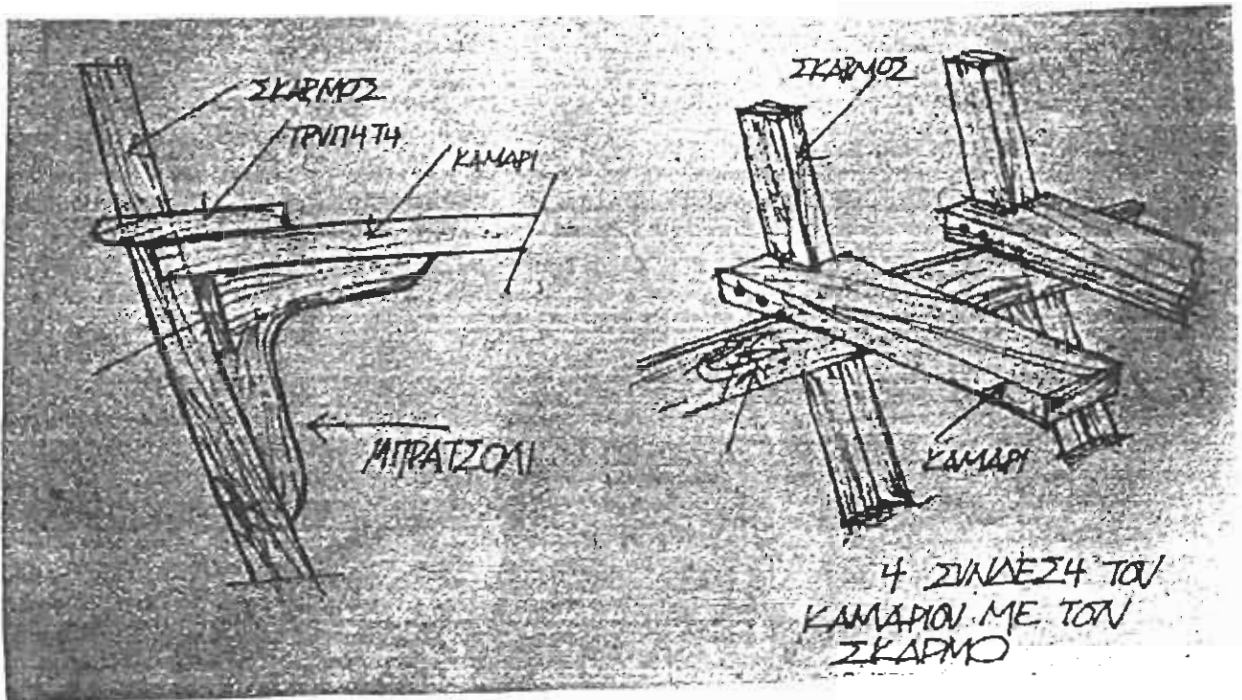 ΣΚΑΡΜΟΣ
ΤΡΥΠΗΤΗ
ΚΑΜΑΡΙ
ΜΠΡΑΤΣΟΛΙ
ΣΚΑΡΜΟΣ
ΚΑΜΑΡΙ
Η ΣΥΝΔΕΣΗ ΤΟΥ
ΚΑΜΑΡΙΟΥ ΜΕ ΤΟΝ
ΣΚΑΡΜΟ